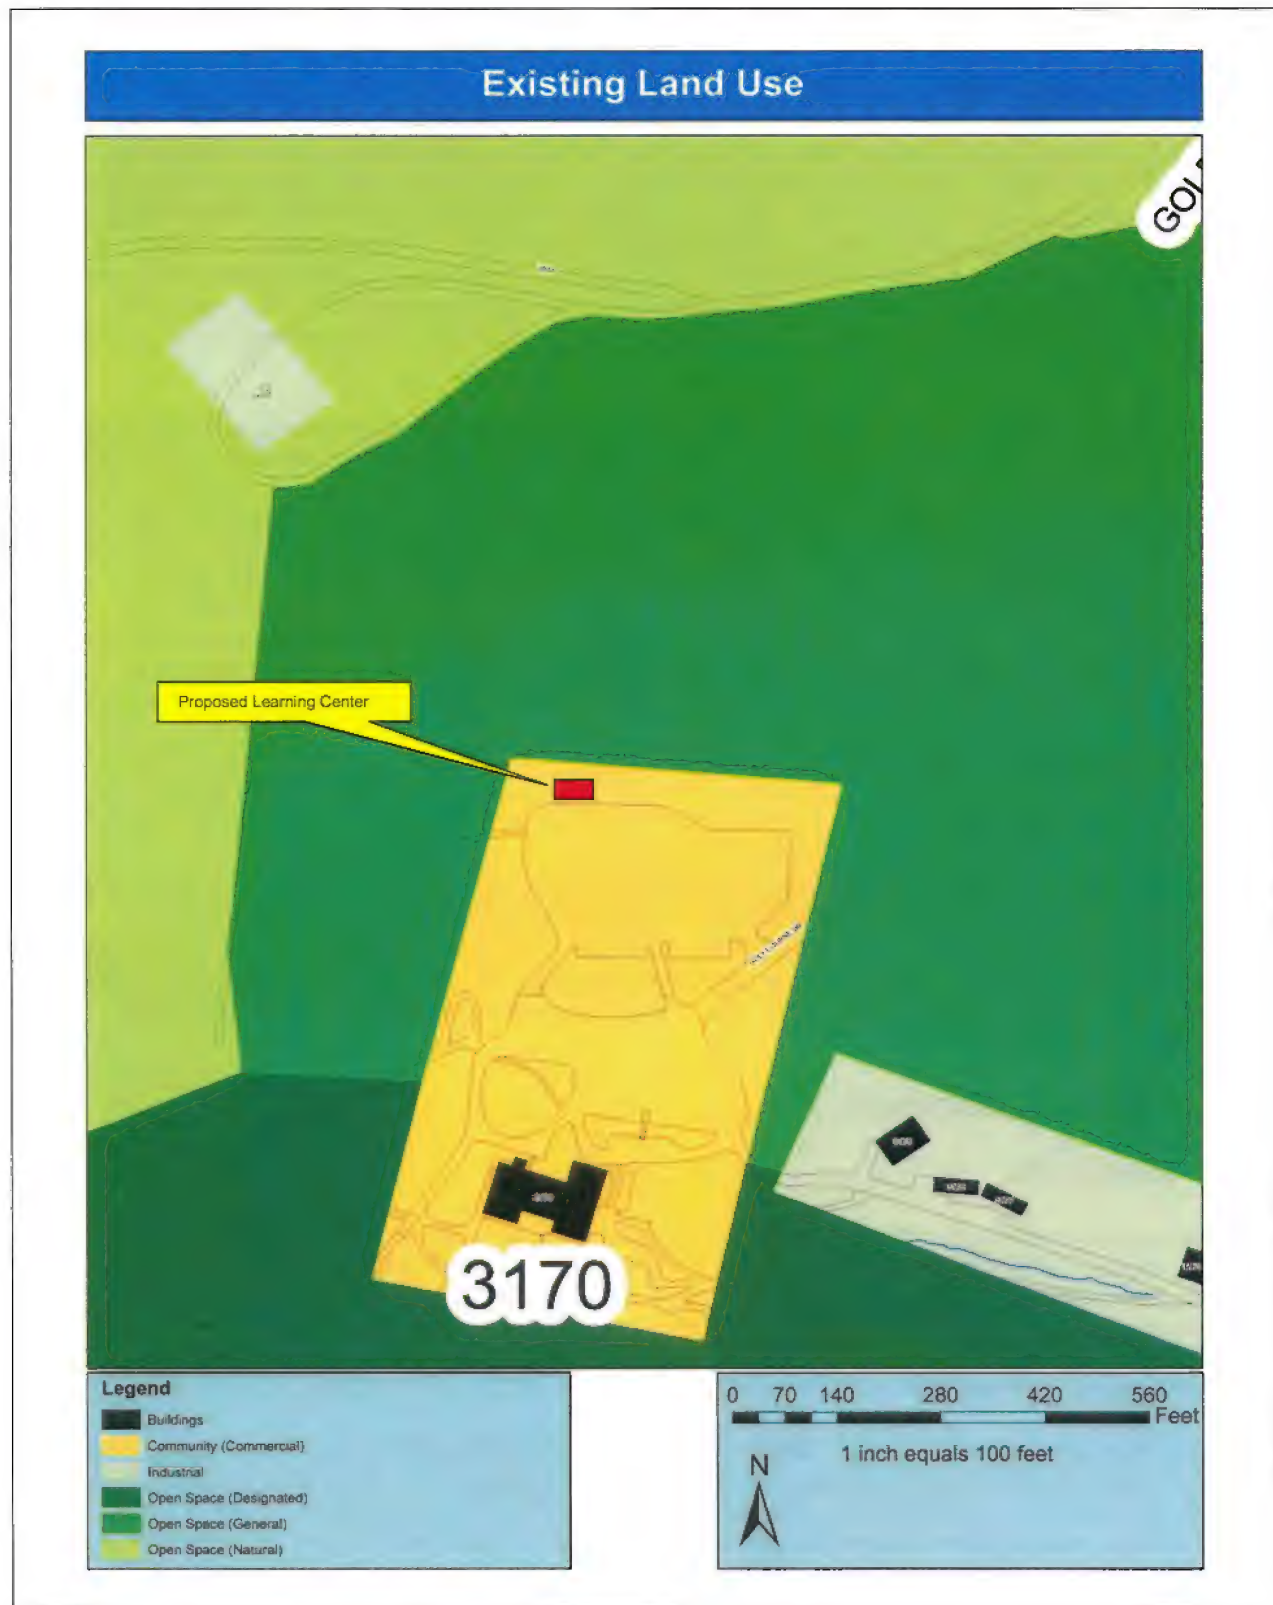 Existing Land Use
Proposed Learning Center
3170
Legend
Buildings
Community (Commercial)
Industrial
Open Space (Designated)
Open Space (General)
Open Space (Natural)
0 70 140 280 420 560
Feet
1 inch equals 100 feet
N